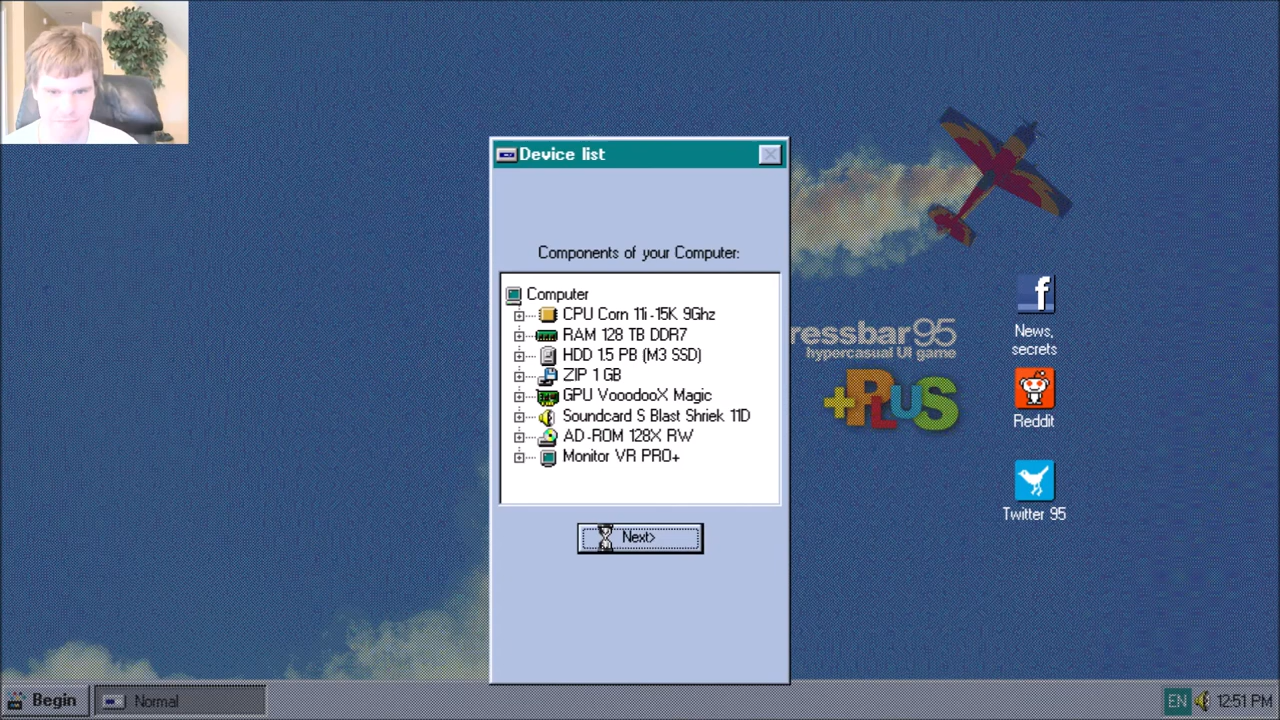 Device list
Components of your Computer:
Computer
CPU Corn 11i-15K 9Ghz
RAM 128 TB DDR7
HDD 1.5 PB (M3 SSD)
ZIP 1 GB
GPU VooodooX Magic
Soundcard S Blast Shriek 11D
AD-ROM 128X RW
Monitor VR PRO+
Next>
ressbar95
hypercasual UI game
+PLUS
f
News,
secrets
Reddit
Twitter 95
Begin
Normal
EN
12:51 PM